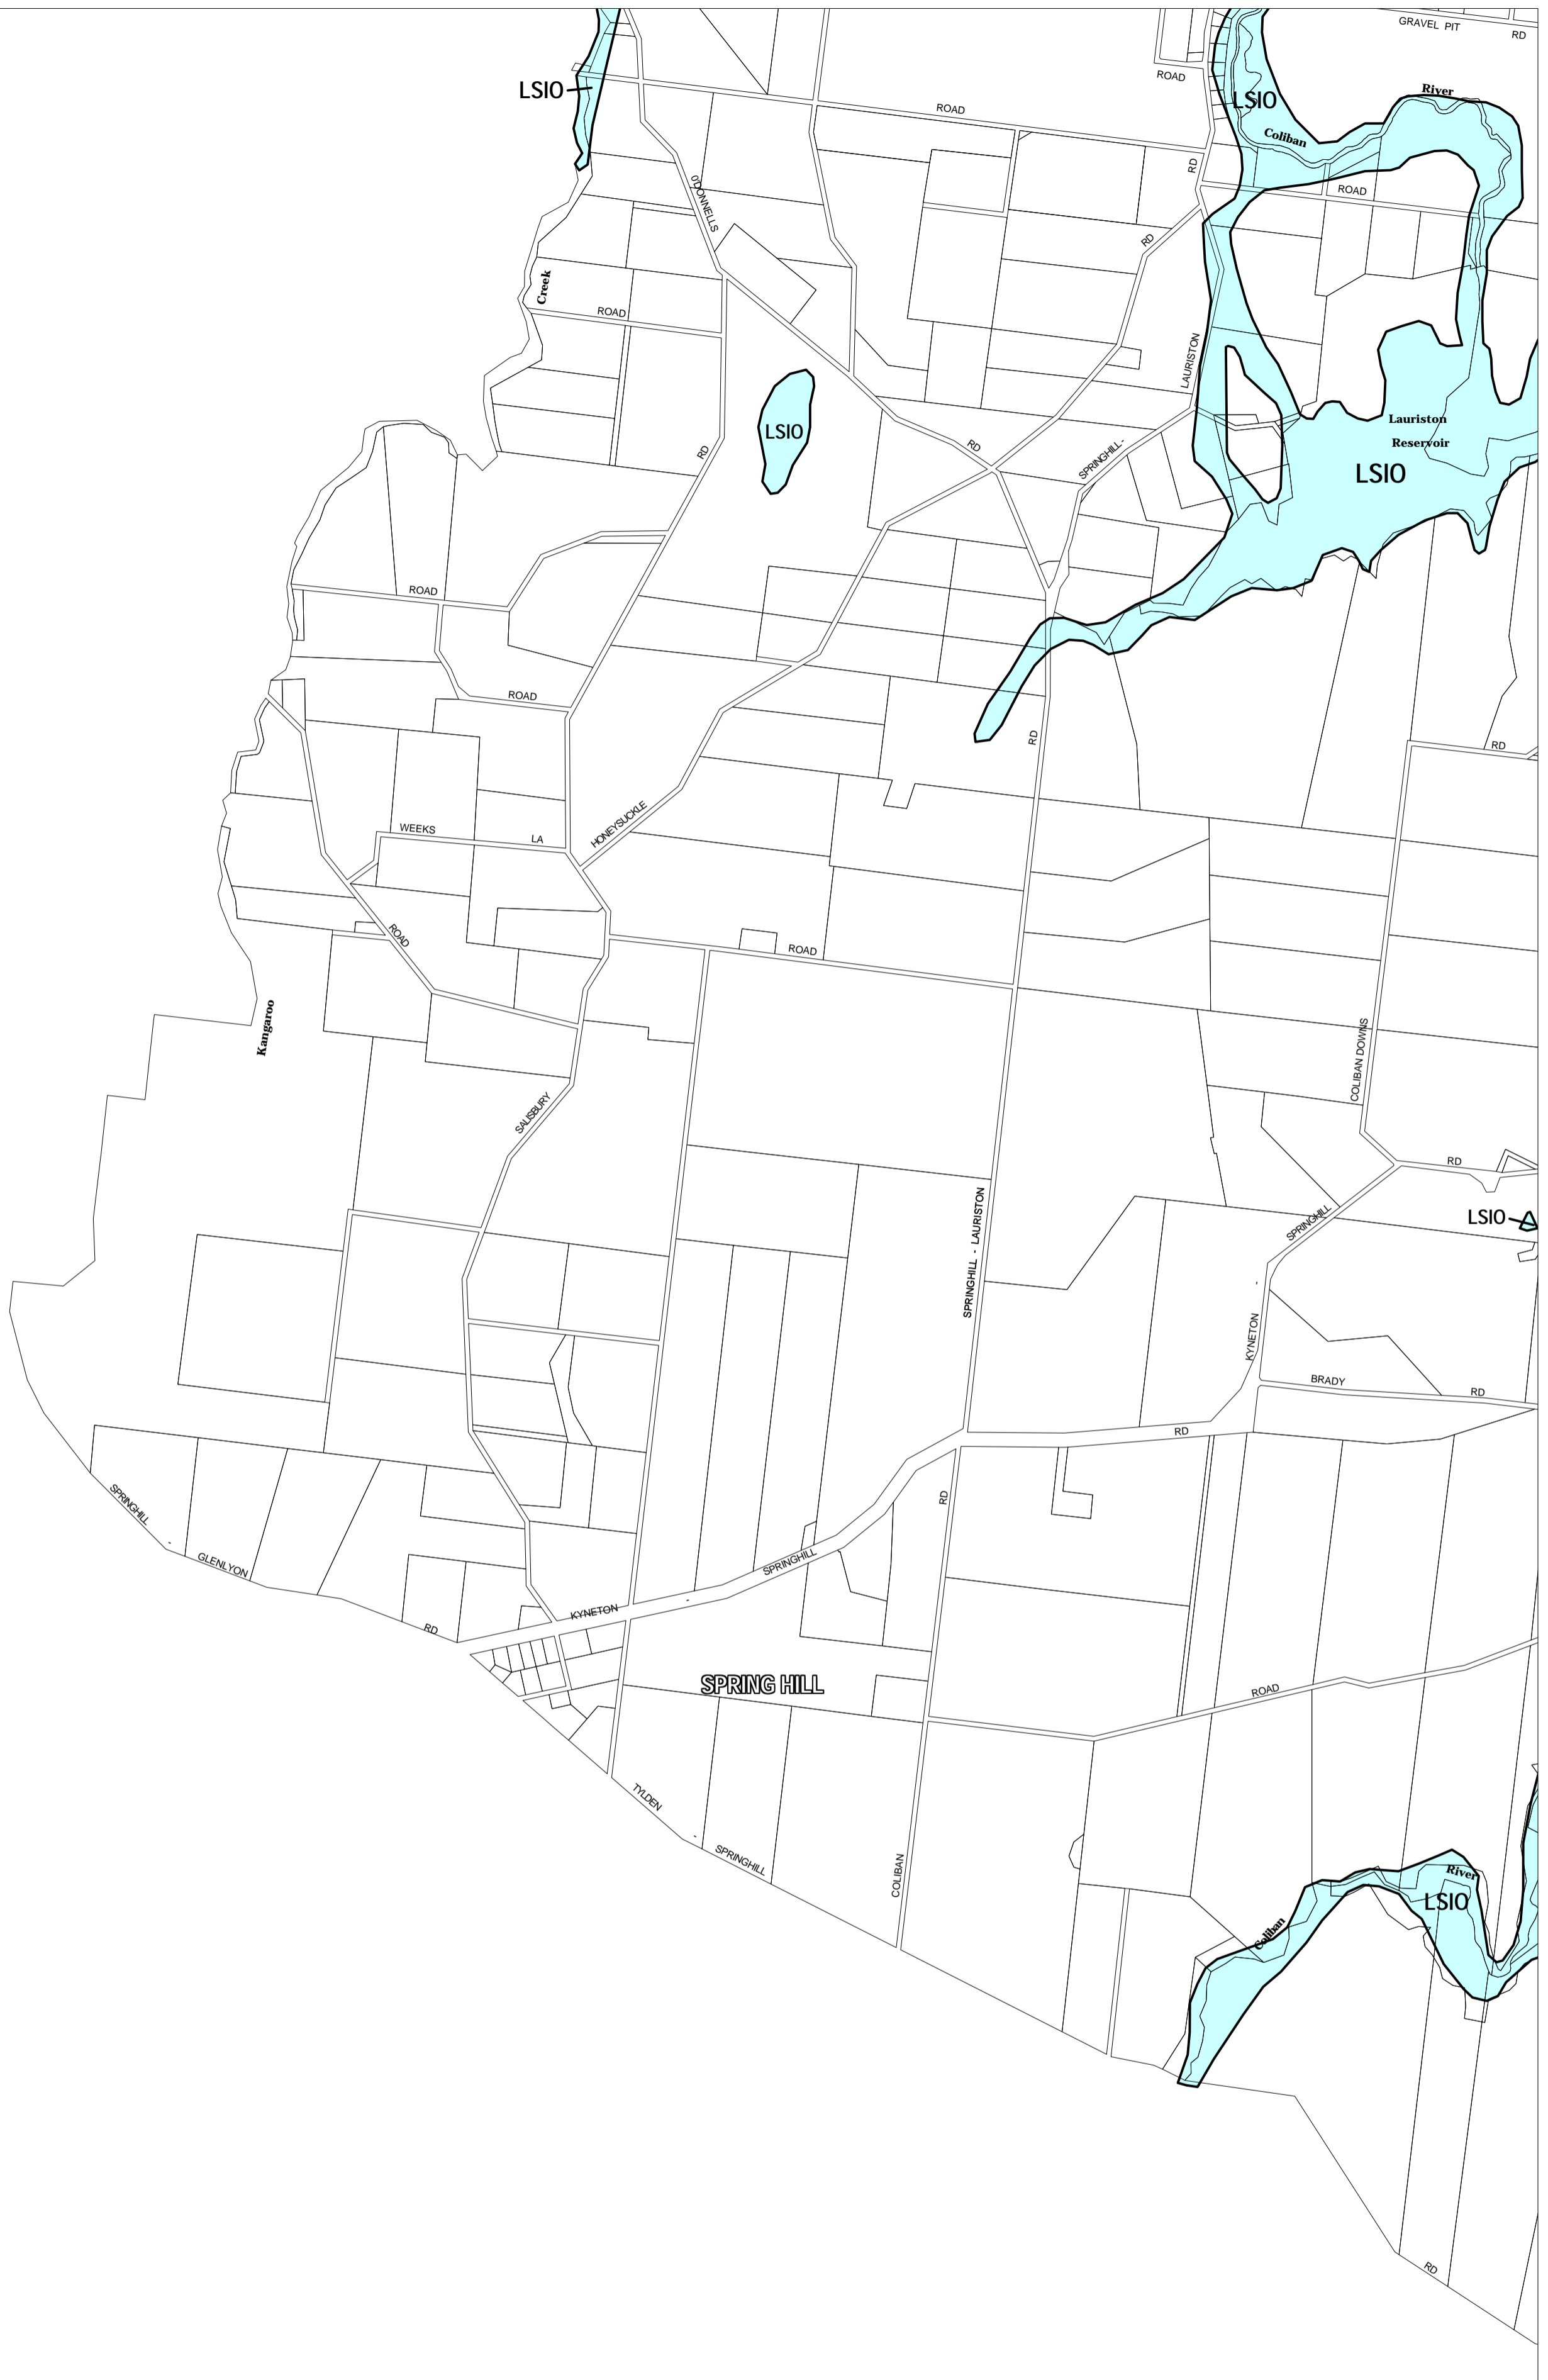 GRAVEL PIT
RD
ROAD
LSIO
River
LSIO
ROAD
Coliban
RD
ROAD
O'DONNELLS
RD
Creek
ROAD
LAURISTON
Lauriston
Reservoir
LSIO
LSIO
RD
RD
SPRINGHILL -
ROAD
ROAD
RD
RD
HONEYSUCKLE
WEEKS
LA
ROAD
ROAD
Kangaroo
COLIBAN DOWNS
SALISBURY
RD
SPRINGHILL - LAURISTON
SPRINGHILL
LSIO
-
KYNETON
BRADY
RD
RD
SPRINGHILL
-
GLENLYON
RD
RD
SPRINGHILL
-
KYNETON
SPRING HILL
ROAD
TYLDEN
-
SPRINGHILL
COLIBAN
River
LSIO
Coliban
RD